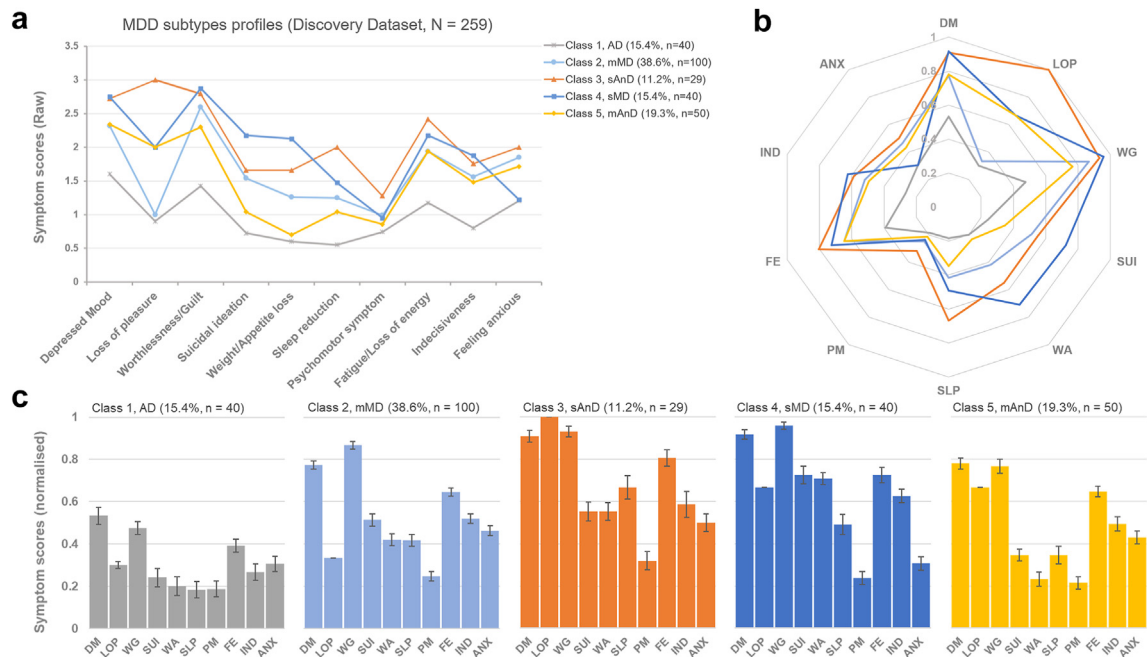 a
MDD subtypes profiles (Discovery Dataset, N = 259)
Symptom scores (Raw)
3.5
3
2.5
2
1.5
1
0.5
0
Depressed Mood
Loss of pleasure
Worthlessness/Guilt
Suicidal ideation
Weight/Appetite loss
Sleep reduction
Psychomotor symptom
Fatigue/Loss of energy
Indecisiveness
Feeling anxious
Class 1, AD (15.4%, n=40)
Class 2, mMD (38.6%, n=100)
Class 3, sAnD (11.2%, n=29)
Class 4, sMD (15.4%, n=40)
Class 5, mAnD (19.3%, n=50)
b
DM
LOP
WG
SUI
WA
SLP
PM
FE
IND
ANX
1
0.8
0.6
0.4
0.2
0
c
Symptom scores (normalised)
1
0.8
0.6
0.4
0.2
0
Class 1, AD (15.4%, n = 40)
DM LOP WG SUI WA SLP PM FE IND ANX
Class 2, mMD (38.6%, n = 100)
DM LOP WG SUI WA SLP PM FE IND ANX
Class 3, sAnD (11.2%, n = 29)
DM LOP WG SUI WA SLP PM FE IND ANX
Class 4, sMD (15.4%, n = 40)
DM LOP WG SUI WA SLP PM FE IND ANX
Class 5, mAnD (19.3%, n = 50)
DM LOP WG SUI WA SLP PM FE IND ANX